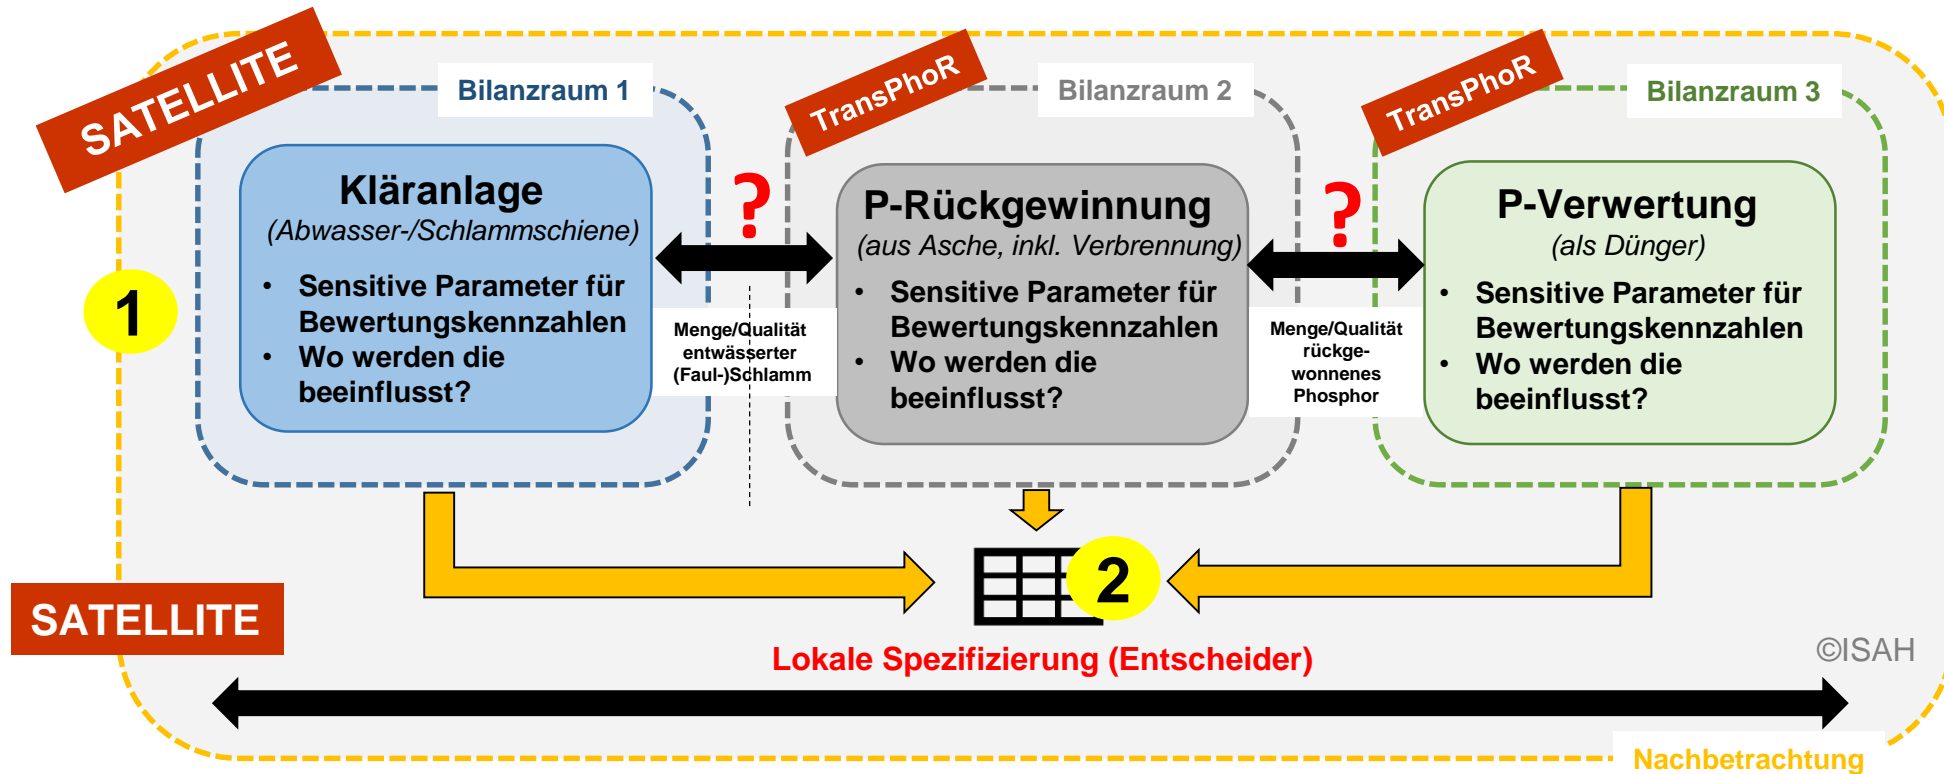 SATELLITE
Bilanzraum 1
TransPhoR
Bilanzraum 2
TransPhoR
Bilanzraum 3
Kläranlage
(Abwasser-/Schlammschiene)
• Sensitive Parameter für
Bewertungskennzahlen
• Wo werden die
beeinflusst?
?
Menge/Qualität
entwässerter
(Faul-)Schlamm
P-Rückgewinnung
(aus Asche, inkl. Verbrennung)
• Sensitive Parameter für
Bewertungskennzahlen
• Wo werden die
beeinflusst?
?
Menge/Qualität
rückge-
wonnenes
Phosphor
P-Verwertung
(als Dünger)
• Sensitive Parameter für
Bewertungskennzahlen
• Wo werden die
beeinflusst?
1
2
SATELLITE
Lokale Spezifizierung (Entscheider)
©ISAH
Nachbetrachtung